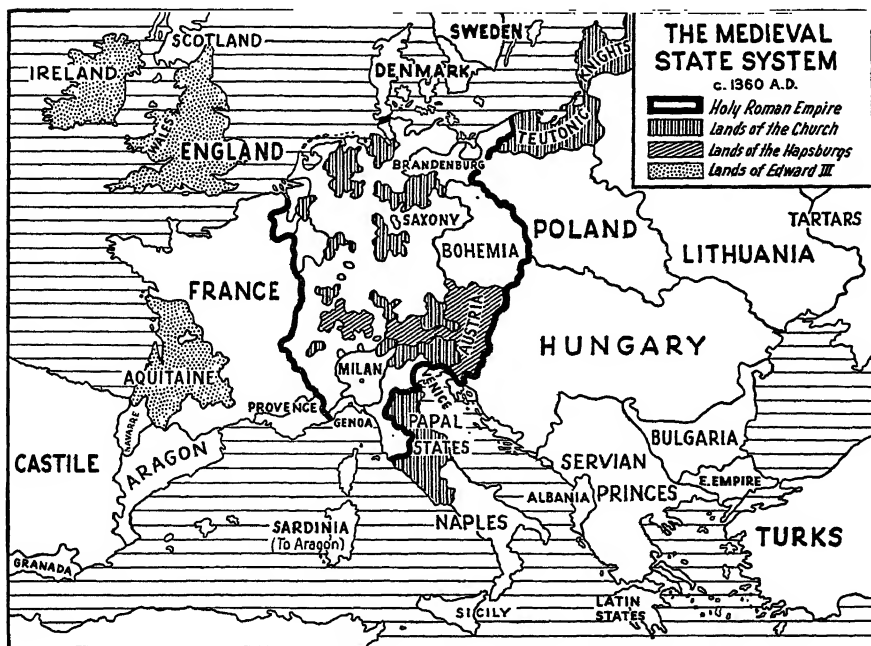 THE MEDIEVAL
STATE SYSTEM
c. 1360 A.D.
Holy Roman Empire
Lands of the Church
Lands of the Hapsburgs
Lands of Edward III
SCOTLAND
IRELAND
WALES
ENGLAND
SWEDEN
DENMARK
TEUTONIC
KNIGHTS
BRANDENBURG
SAXONY
BOHEMIA
POLAND
TARTARS
LITHUANIA
FRANCE
AUSTRIA
HUNGARY
AQUITAINE
MILAN
VENICE
PROVENCE
GENOA
PAPAL
STATES
NAVARRE
CASTILE
ARAGON
BULGARIA
SERVIAN
PRINCES
E. EMPIRE
ALBANIA
NAPLES
SARDINIA
(To Aragon)
TURKS
GRANADA
SICILY
LATIN
STATES